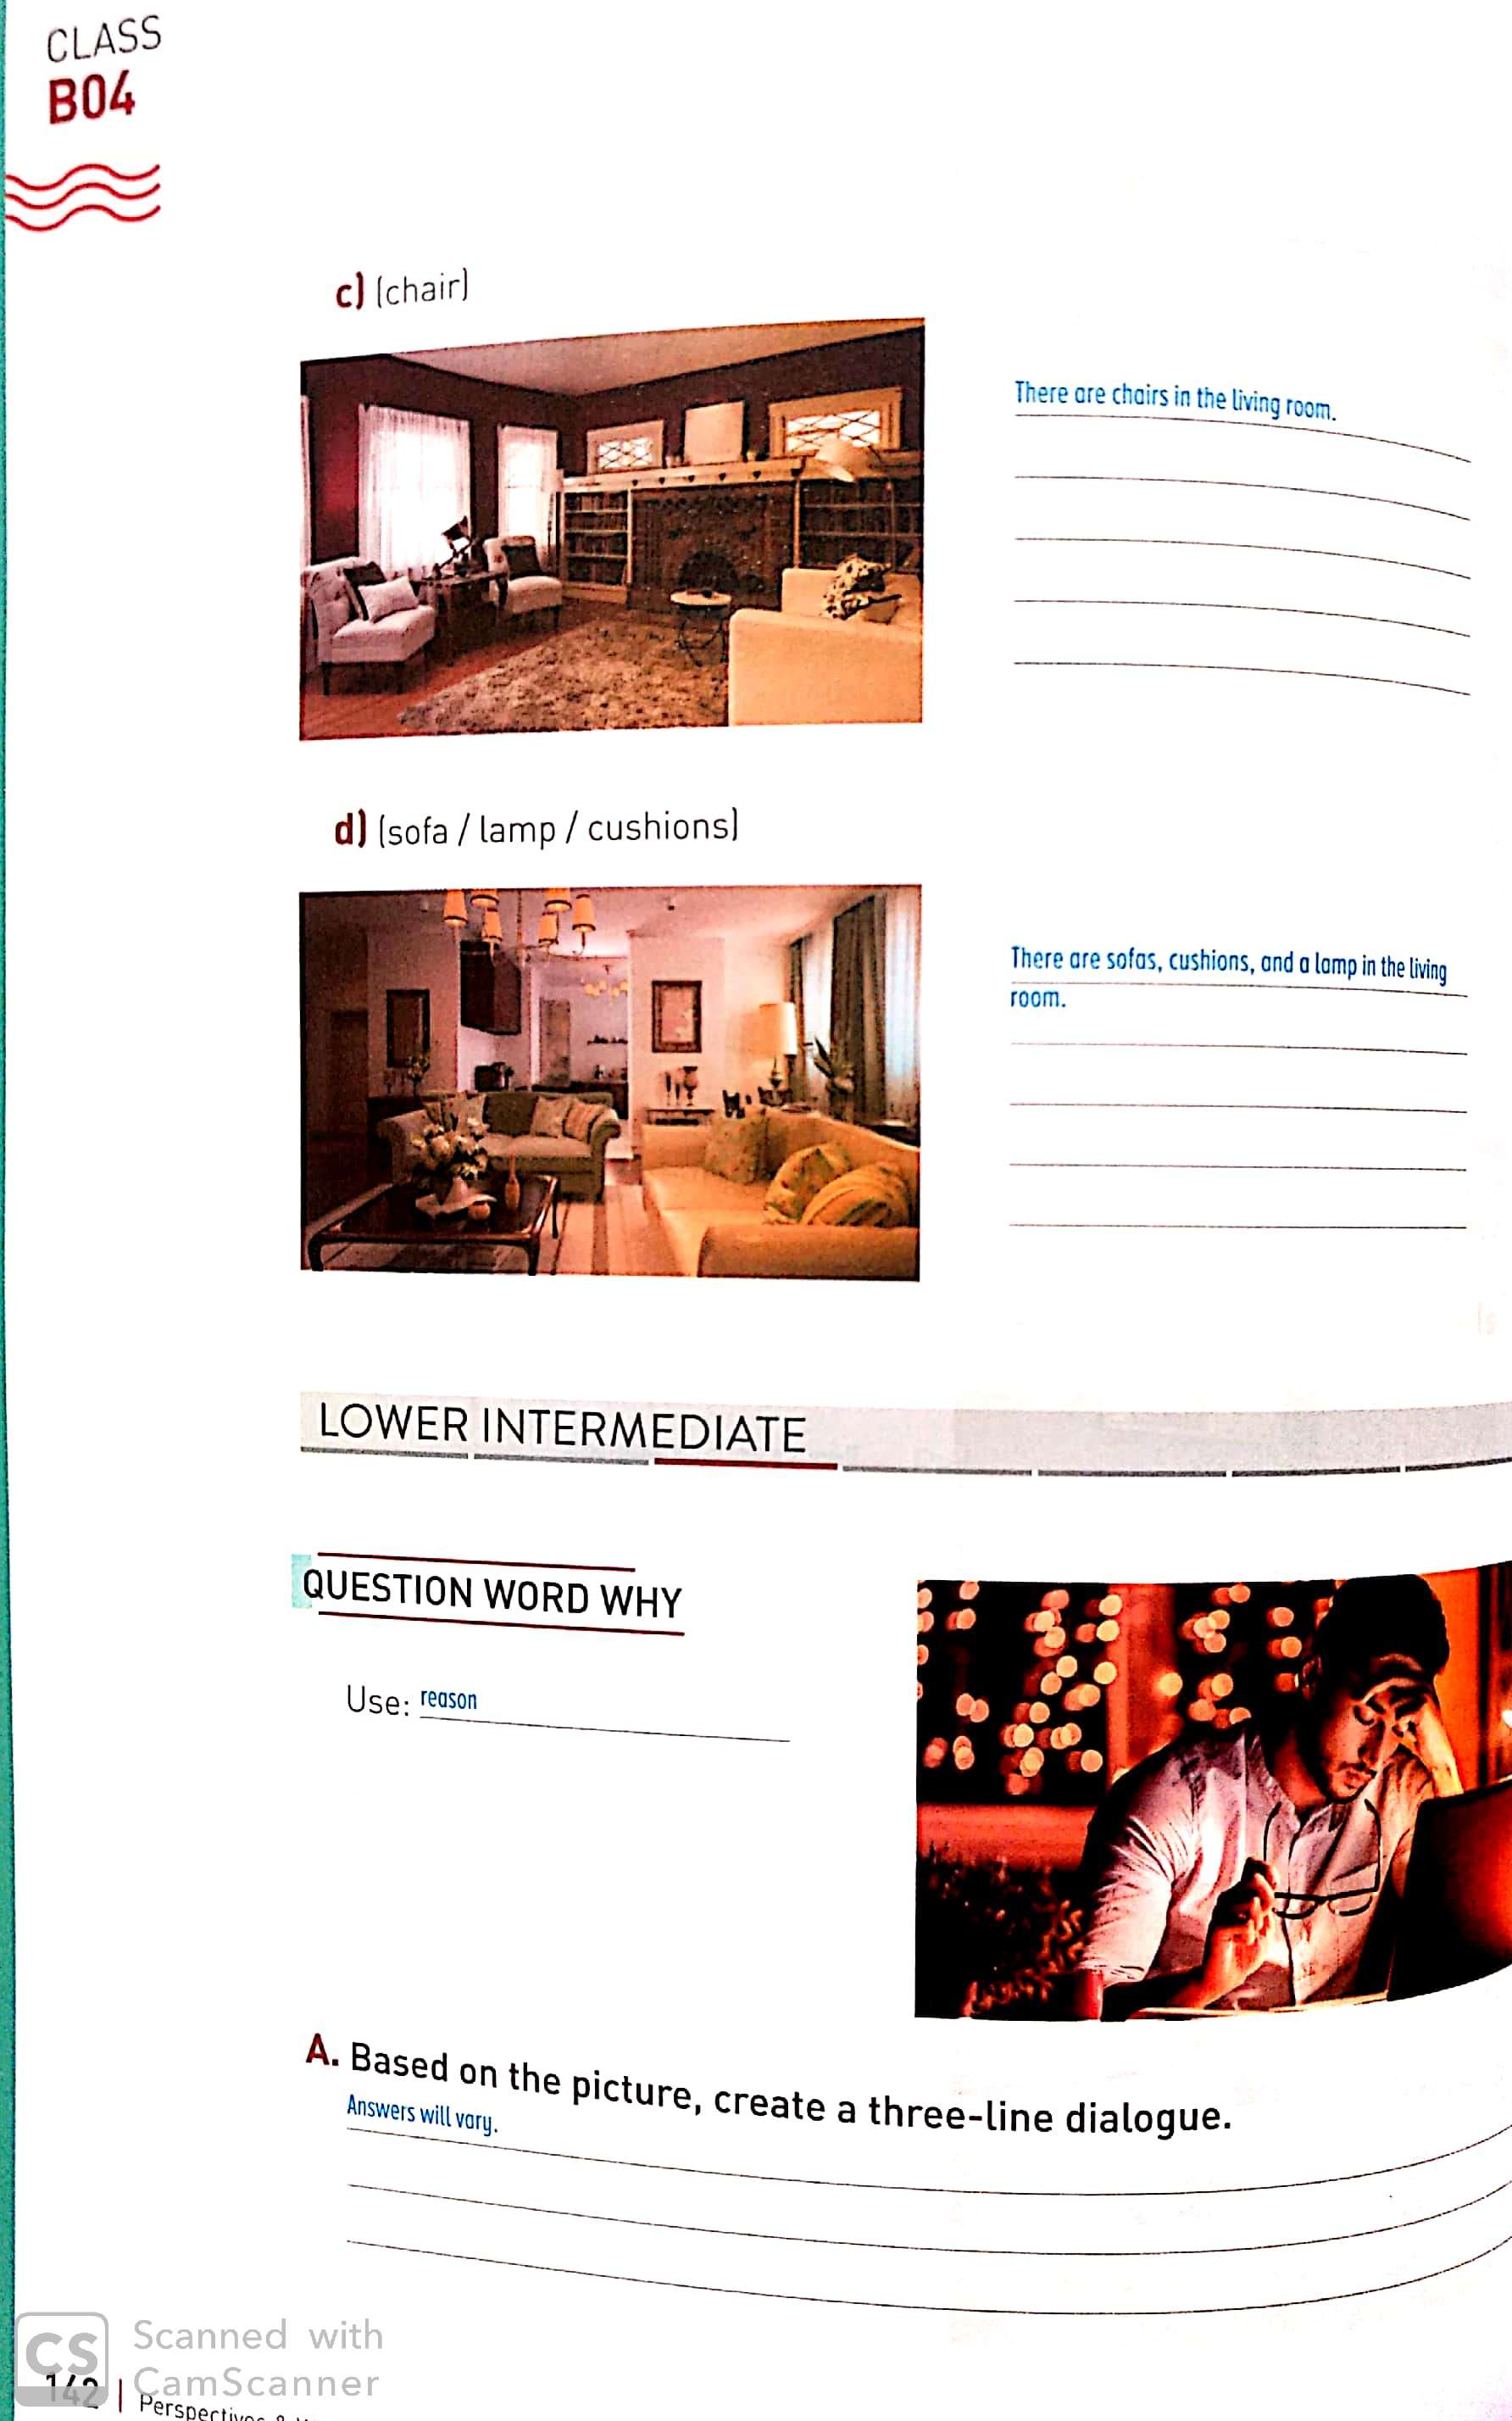 CLASS
B04
c) (chair)
There are chairs in the living room.
d) (sofa / lamp / cushions)
There are sofas, cushions, and a lamp in the living
room.
LOWER INTERMEDIATE
QUESTION WORD WHY
Use: reason
A. Based on the picture, create a three-line dialogue.
Answers will vary.
CS Scanned with
CamScanner
142 | Perspectives &